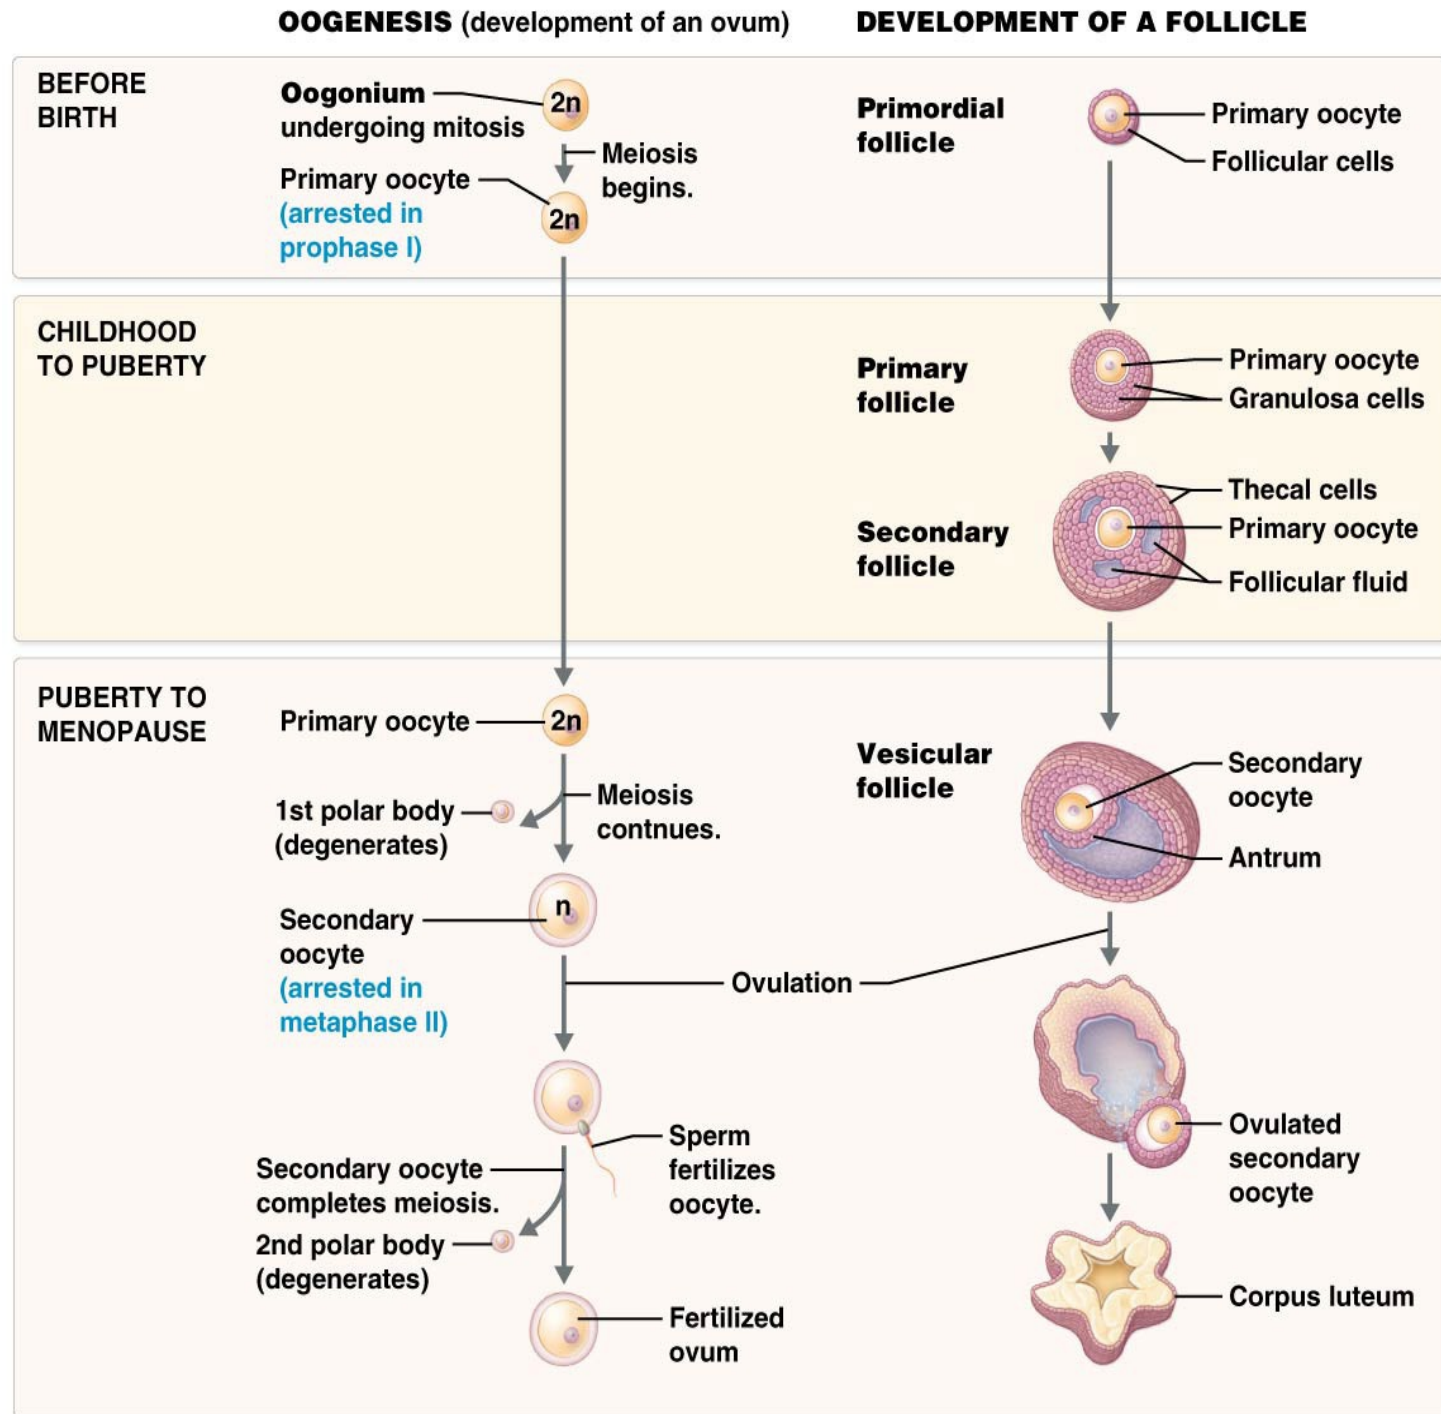 OOGENESIS (development of an ovum)
DEVELOPMENT OF A FOLLICLE
BEFORE
BIRTH
Oogonium
undergoing mitosis
2n
Meiosis
begins.
Primary oocyte
(arrested in
prophase I)
2n
Primordial
follicle
Primary oocyte
Follicular cells
CHILDHOOD
TO PUBERTY
Primary
follicle
Primary oocyte
Granulosa cells
Secondary
follicle
Thecal cells
Primary oocyte
Follicular fluid
PUBERTY TO
MENOPAUSE
Primary oocyte
2n
1st polar body
(degenerates)
Meiosis
contnues.
Secondary
oocyte
(arrested in
metaphase II)
n
Vesicular
follicle
Secondary
oocyte
Antrum
Ovulation
Sperm
fertilizes
oocyte.
Secondary oocyte
completes meiosis.
2nd polar body
(degenerates)
Fertilized
ovum
Ovulated
secondary
oocyte
Corpus luteum